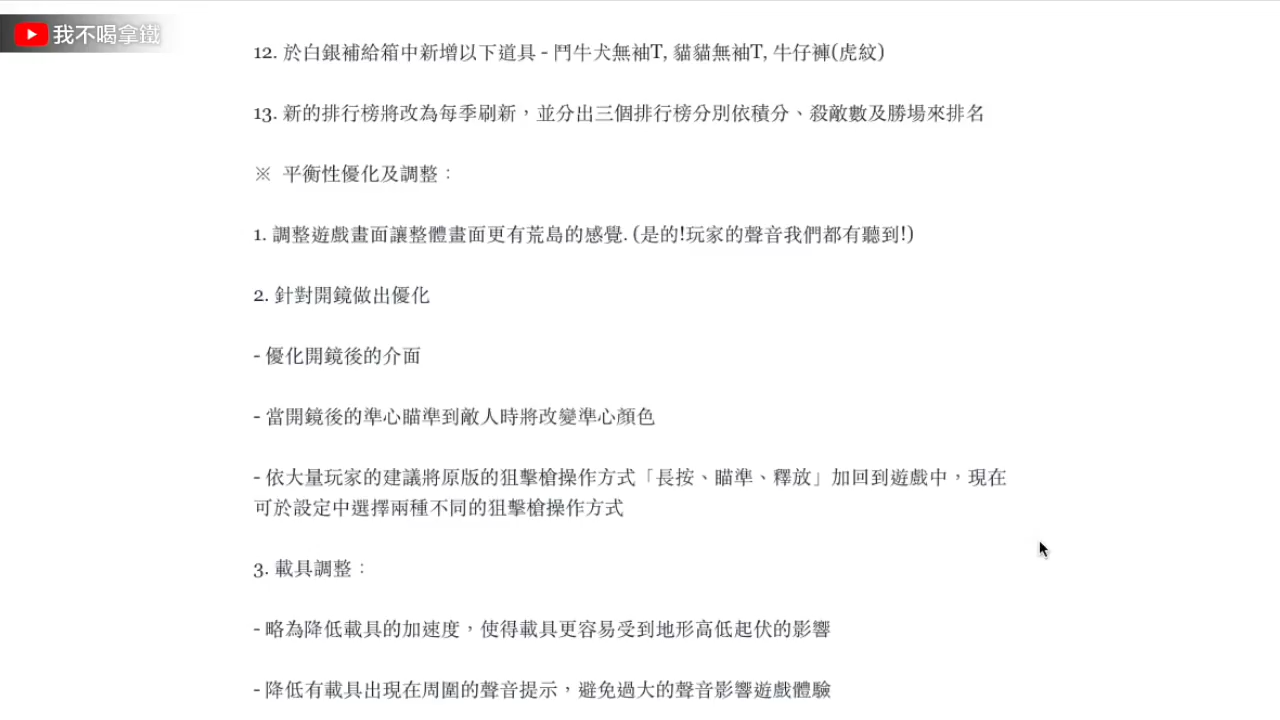 我不喝拿鐵
12. 於白銀補給箱中新增以下道具 - 鬥牛犬無袖T, 貓貓無袖T, 牛仔褲(虎紋)
13. 新的排行榜將改為每季刷新，並分出三個排行榜分別依積分、殺敵數及勝場來排名
※ 平衡性優化及調整：
1. 調整遊戲畫面讓整體畫面更有荒島的感覺. (是的!玩家的聲音我們都有聽到!)
2. 針對開鏡做出優化
- 優化開鏡後的介面
- 當開鏡後的準心瞄準到敵人時將改變準心顏色
- 依大量玩家的建議將原版的狙擊槍操作方式「長按、瞄準、釋放」加回到遊戲中，現在
可於設定中選擇兩種不同的狙擊槍操作方式
3. 載具調整：
- 略為降低載具的加速度，使得載具更容易受到地形高低起伏的影響
- 降低有載具出現在周圍的聲音提示，避免過大的聲音影響遊戲體驗